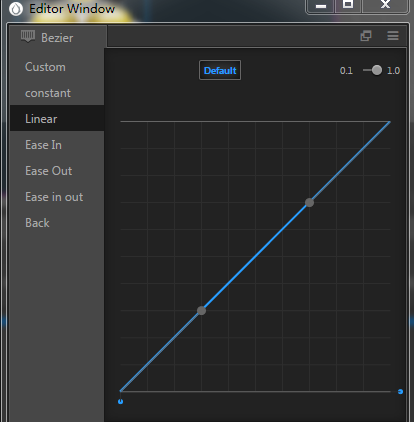 Editor Window
Bezier
Custom
constant
Linear
Ease In
Ease Out
Ease in out
Back
Default
0.1 1.0